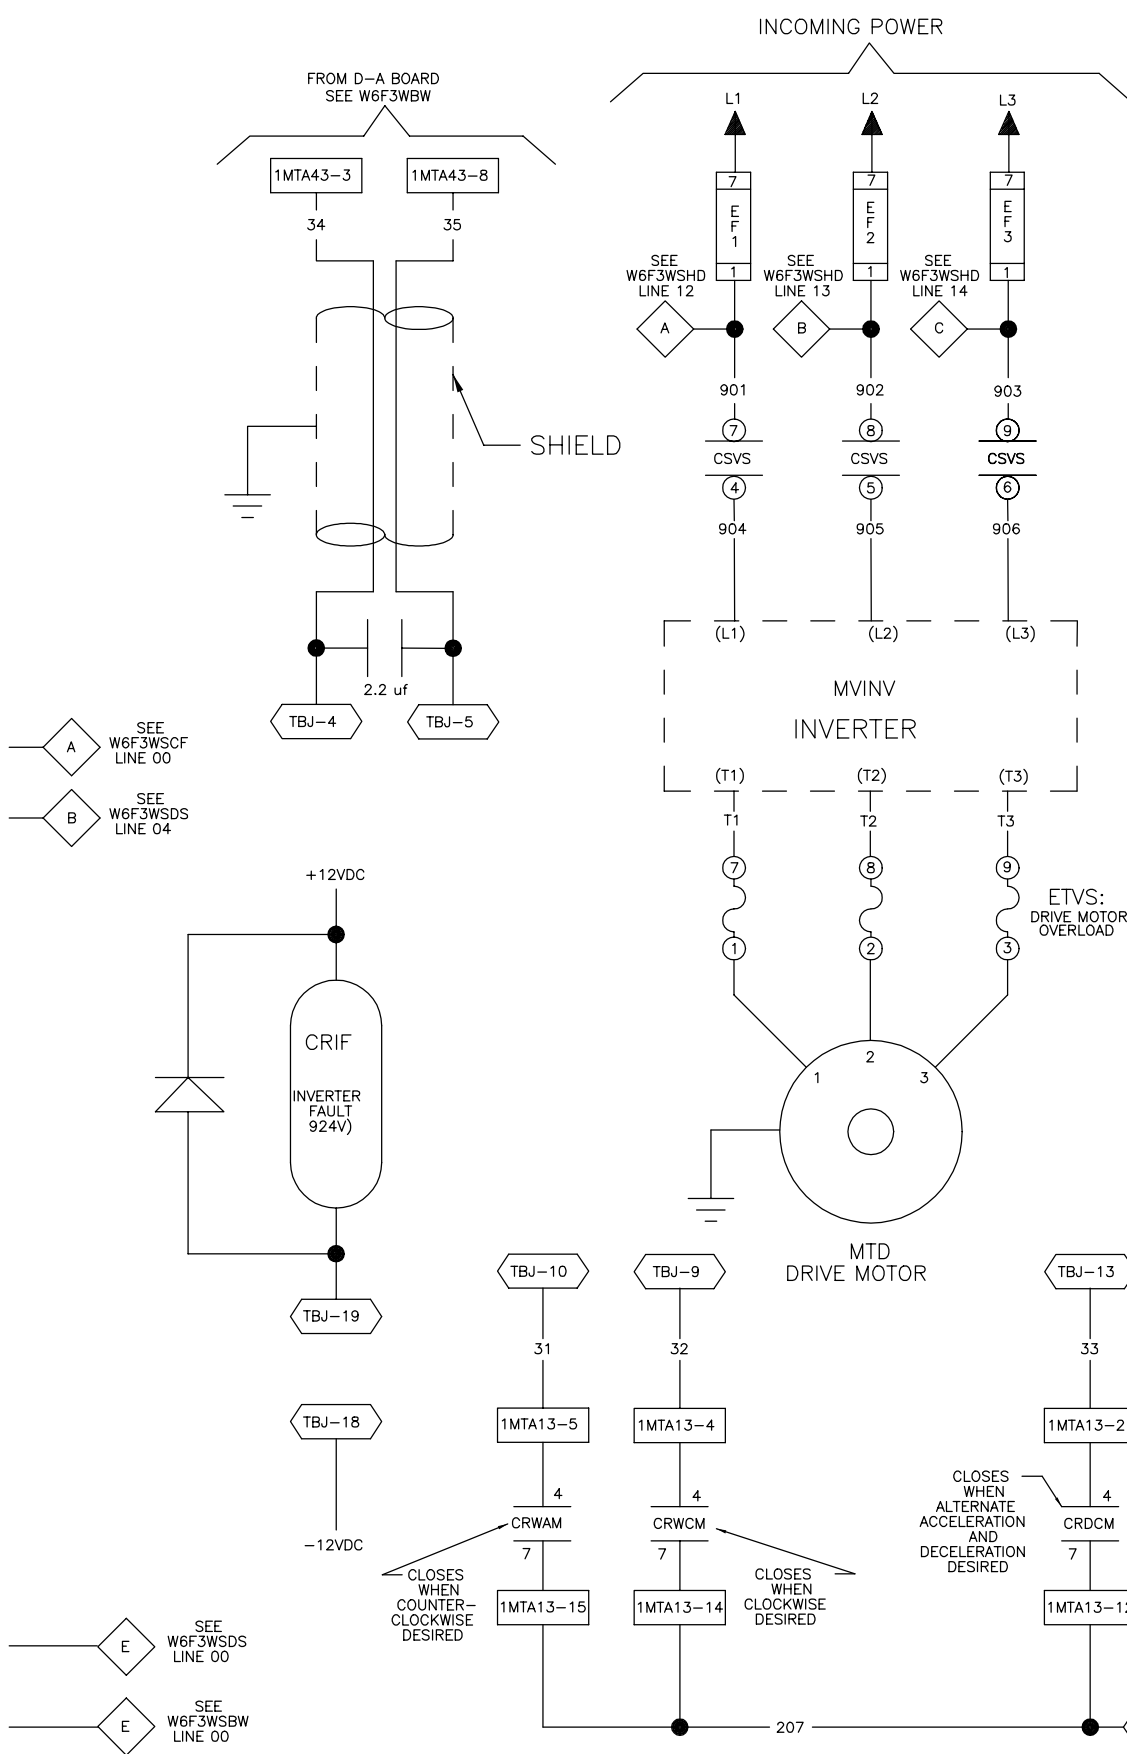 INCOMING POWER
FROM D-A BOARD
SEE W6F3WBW
L1
L2
L3
1MTA43-3
1MTA43-8
34
35
7
7
7
EF1
EF2
EF3
1
1
1
SEE
W6F3WSHD
LINE 12
SEE
W6F3WSHD
LINE 13
SEE
W6F3WSHD
LINE 14
A
B
C
901
902
903
7
8
9
CSVS
CSVS
CSVS
4
5
6
904
905
906
SHIELD
(L1)
(L2)
(L3)
MVINV
INVERTER
2.2 uf
TBJ-4
TBJ-5
A
SEE
W6F3WSCF
LINE 00
B
SEE
W6F3WSDS
LINE 04
(T1)
(T2)
(T3)
T1
T2
T3
7
8
9
ETVS:
DRIVE MOTOR
OVERLOAD
1
2
3
+12VDC
CRIF
INVERTER
FAULT
924V)
1
2
3
MTD
DRIVE MOTOR
TBJ-19
TBJ-10
TBJ-9
TBJ-13
31
32
33
TBJ-18
1MTA13-5
1MTA13-4
1MTA13-2
-12VDC
4
CRWAM
7
4
CRWCM
7
4
CRDCM
7
CLOSES
WHEN
COUNTER-
CLOCKWISE
DESIRED
CLOSES
WHEN
CLOCKWISE
DESIRED
CLOSES
WHEN
ALTERNATE
ACCELERATION
AND
DECELERATION
DESIRED
1MTA13-15
1MTA13-14
1MTA13-12
E
SEE
W6F3WSDS
LINE 00
E
SEE
W6F3WSBW
LINE 00
207